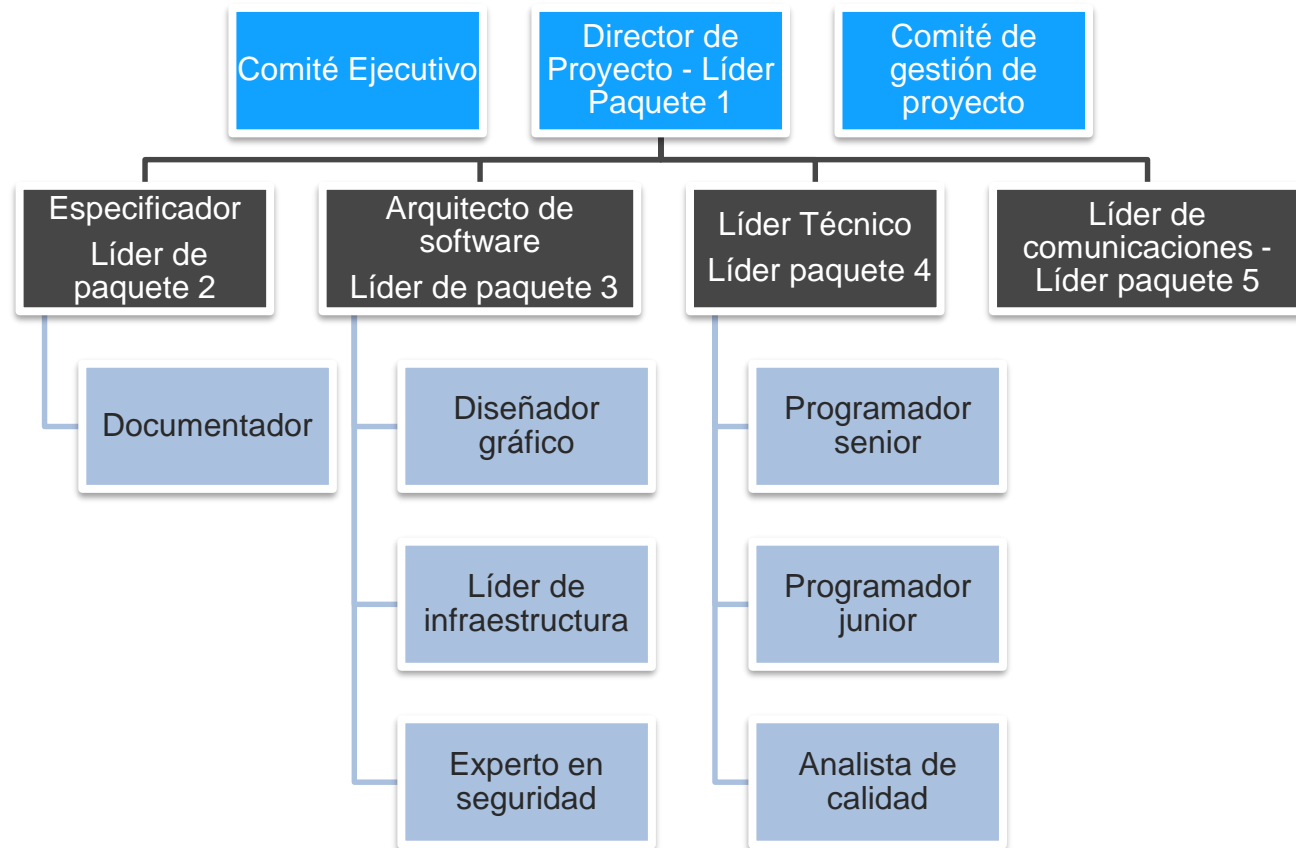 Comité Ejecutivo
Director de
Proyecto - Líder
Paquete 1
Comité de
gestión de
proyecto
Especificador
Líder de
paquete 2
Arquitecto de
software
Líder de paquete 3
Líder Técnico
Líder paquete 4
Líder de
comunicaciones -
Líder paquete 5
Documentador
Diseñador
gráfico
Programador
senior
Líder de
infraestructura
Programador
junior
Experto en
seguridad
Analista de
calidad